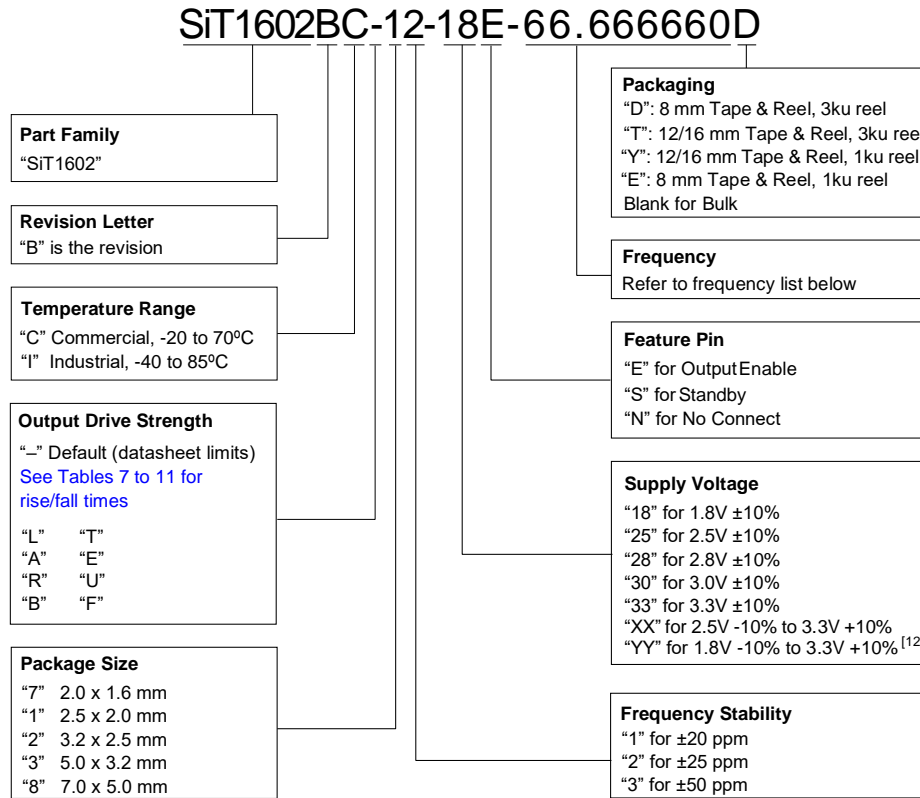 SiT1602BC-12-18E-66.666660D
Part Family
“SiT1602”
Revision Letter
“B” is the revision
Temperature Range
“C” Commercial, -20 to 70ºC
“I” Industrial, -40 to 85ºC
Output Drive Strength
“–” Default (datasheet limits)
See Tables 7 to 11 for
rise/fall times
“L” “T”
“A” “E”
“R” “U”
“B” “F”
Package Size
“7” 2.0 x 1.6 mm
“1” 2.5 x 2.0 mm
“2” 3.2 x 2.5 mm
“3” 5.0 x 3.2 mm
“8” 7.0 x 5.0 mm
Packaging
“D”: 8 mm Tape & Reel, 3ku reel
“T”: 12/16 mm Tape & Reel, 3ku ree
“Y”: 12/16 mm Tape & Reel, 1ku reel
“E”: 8 mm Tape & Reel, 1ku reel
Blank for Bulk
Frequency
Refer to frequency list below
Feature Pin
“E” for Output Enable
“S” for Standby
“N” for No Connect
Supply Voltage
“18” for 1.8V ±10%
“25” for 2.5V ±10%
“28” for 2.8V ±10%
“30” for 3.0V ±10%
“33” for 3.3V ±10%
“XX” for 2.5V -10% to 3.3V +10%
“YY” for 1.8V -10% to 3.3V +10% [12
Frequency Stability
“1” for ±20 ppm
“2” for ±25 ppm
“3” for ±50 ppm